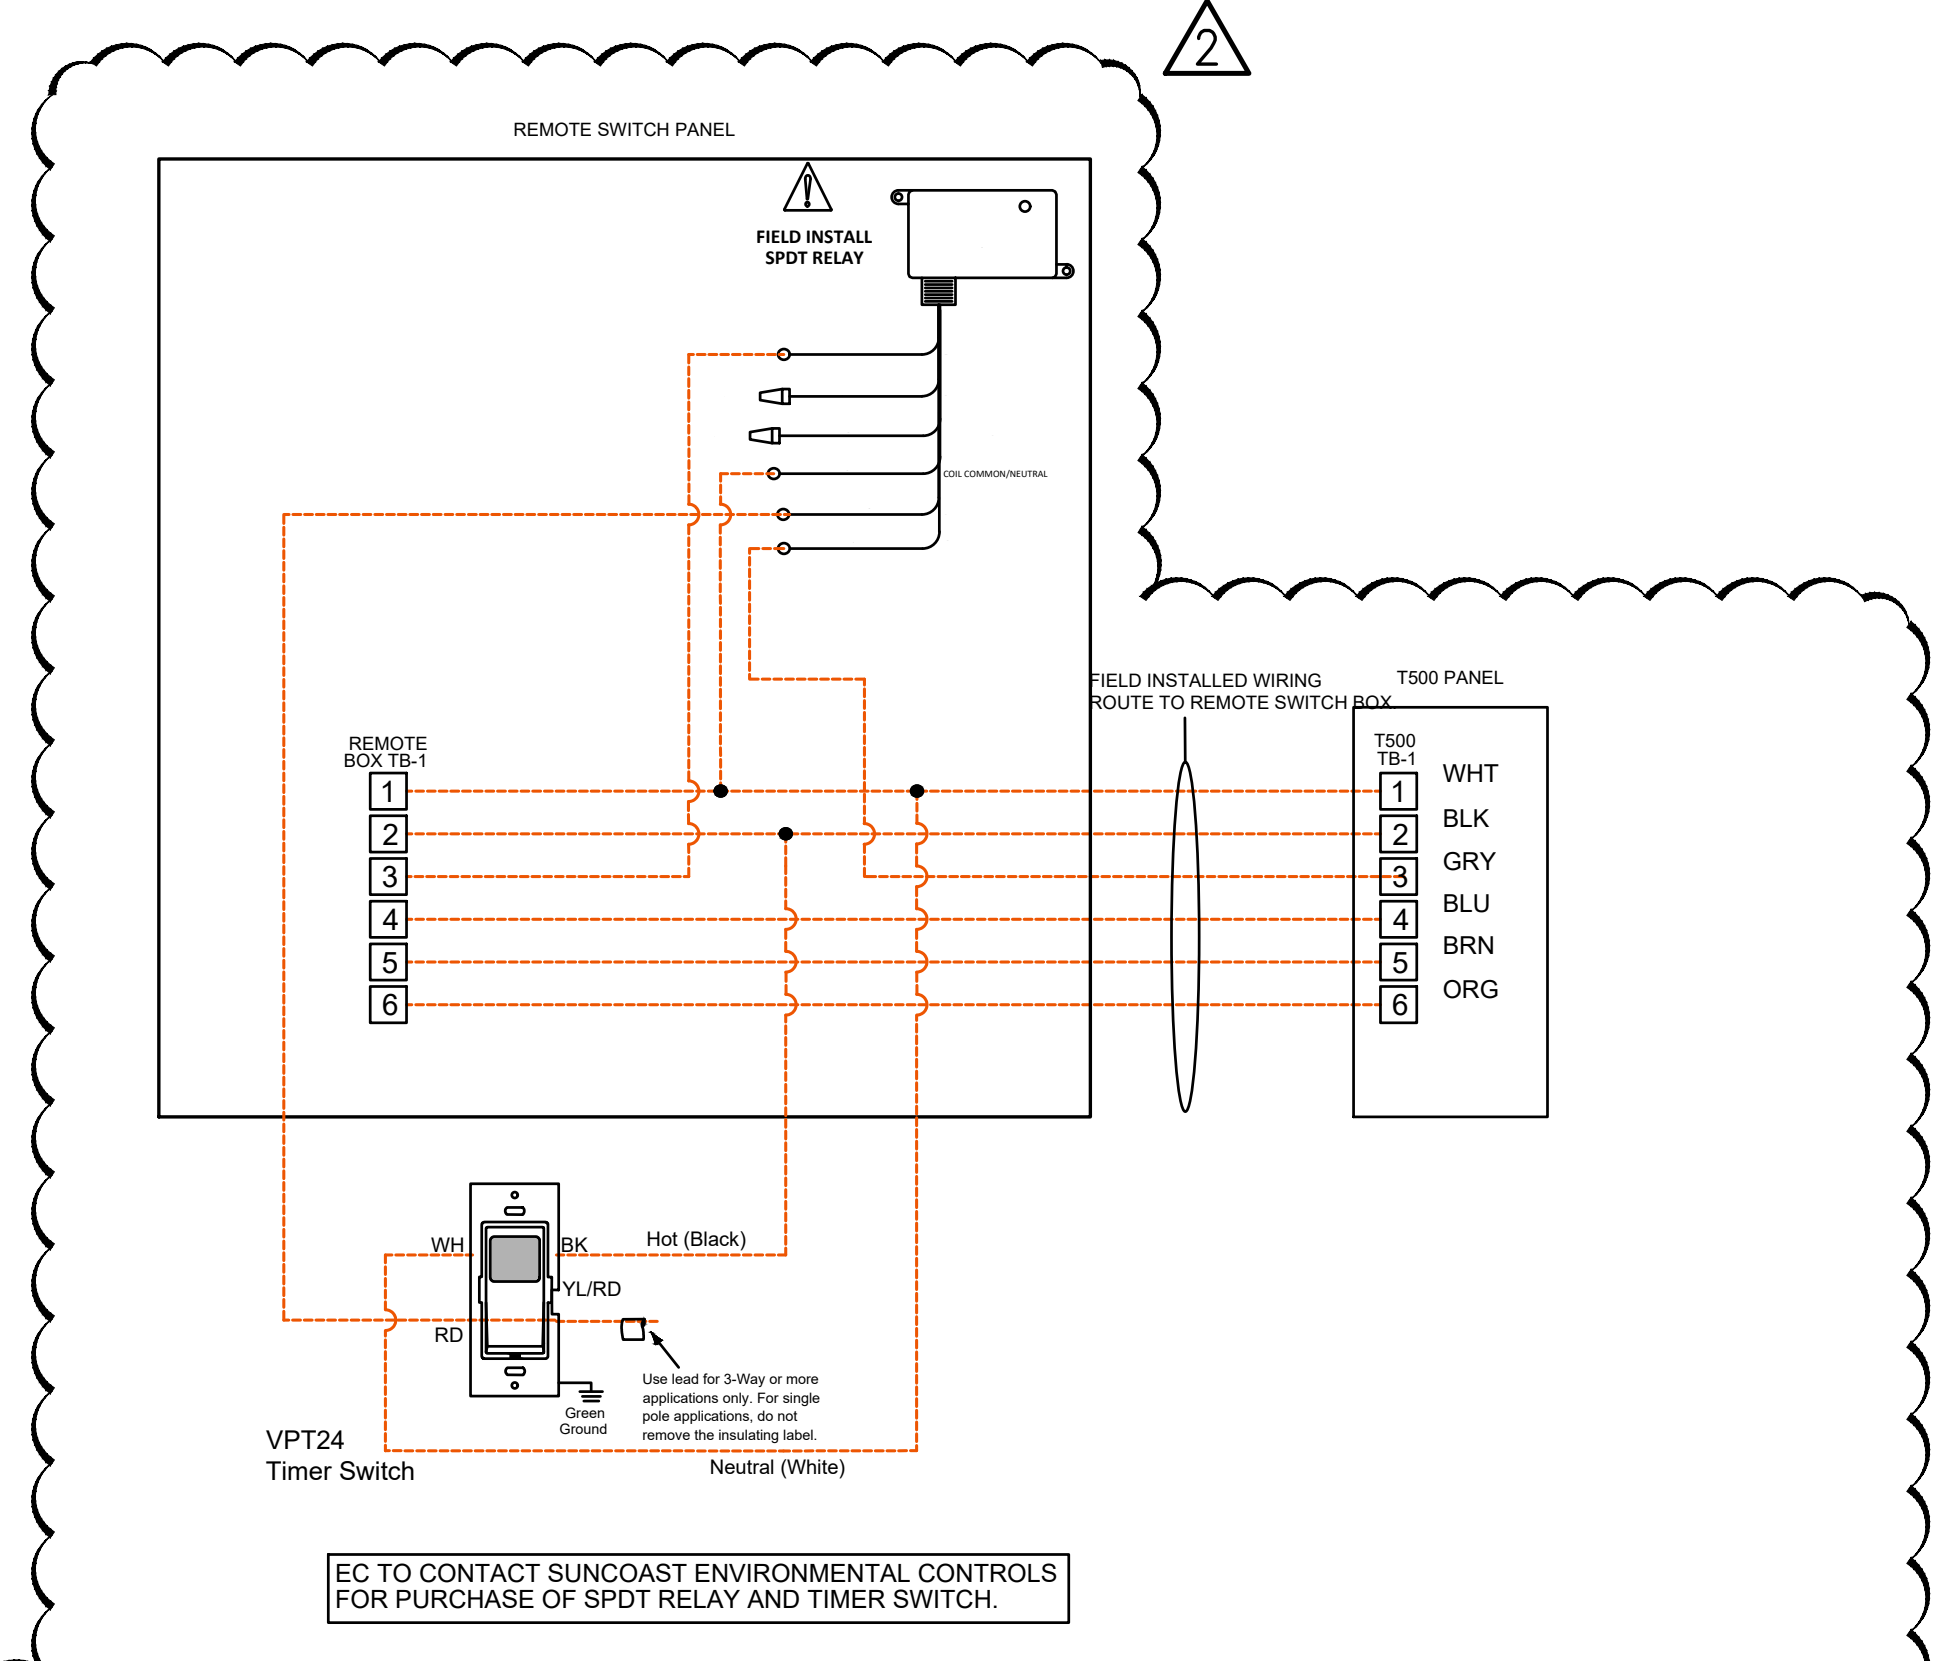 2
REMOTE SWITCH PANEL
FIELD INSTALL
SPDT RELAY
COIL COMMON/NEUTRAL
FIELD INSTALLED WIRING
ROUTE TO REMOTE SWITCH BOX.
T500 PANEL
REMOTE
BOX TB-1
1
2
3
4
5
6
T500
TB-1
1 WHT
2 BLK
3 GRY
4 BLU
5 BRN
6 ORG
WH
BK
Hot (Black)
YL/RD
RD
Use lead for 3-Way or more
applications only. For single
pole applications, do not
remove the insulating label.
Green
Ground
VPT24
Timer Switch
Neutral (White)
EC TO CONTACT SUNCOAST ENVIRONMENTAL CONTROLS
FOR PURCHASE OF SPDT RELAY AND TIMER SWITCH.